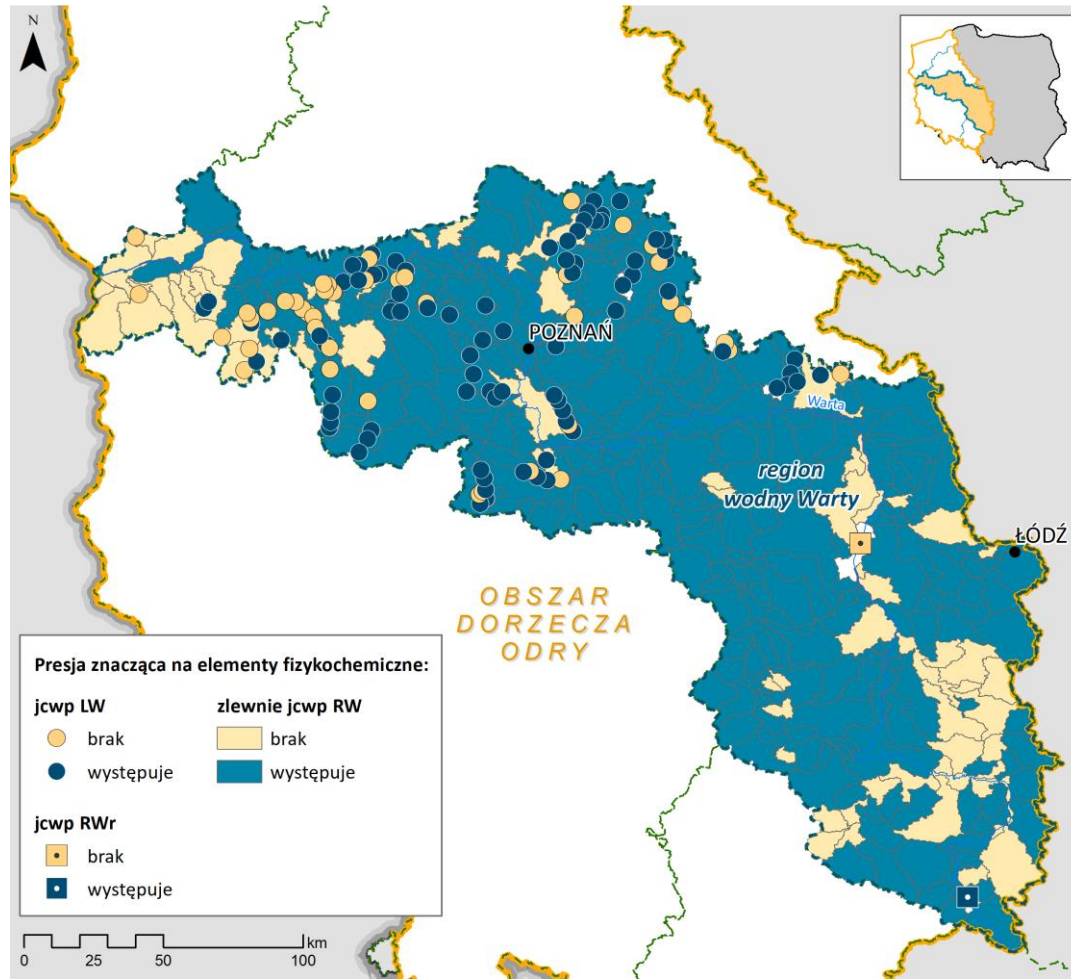 N
POZNAŃ
Warta
region
wodny Warty
ŁÓDŹ
OBSZAR
DORZECZA
ODRY
Presja znacząca na elementy fizykochemiczne:
jcwp LW
brak
występuje
zlewnie jcwp RW
brak
występuje
jcwp RWr
brak
występuje
km
0 25 50 100